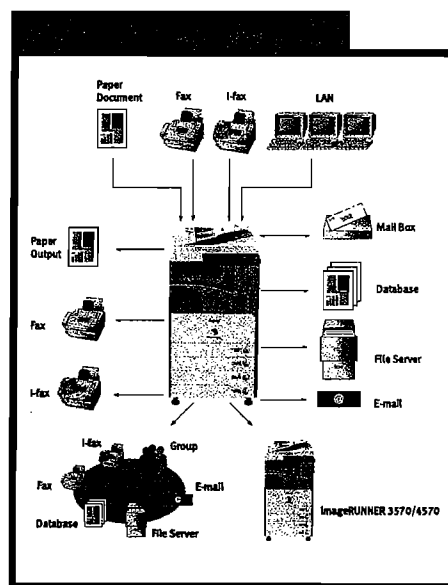 Paper
Document
Fax
I-fax
LAN
Mail Box
Paper
Output
Database
Fax
File Server
I-fax
E-mail
I-fax
Group
Fax
E-mail
Database
File Server
imageRUNNER 3570/4570